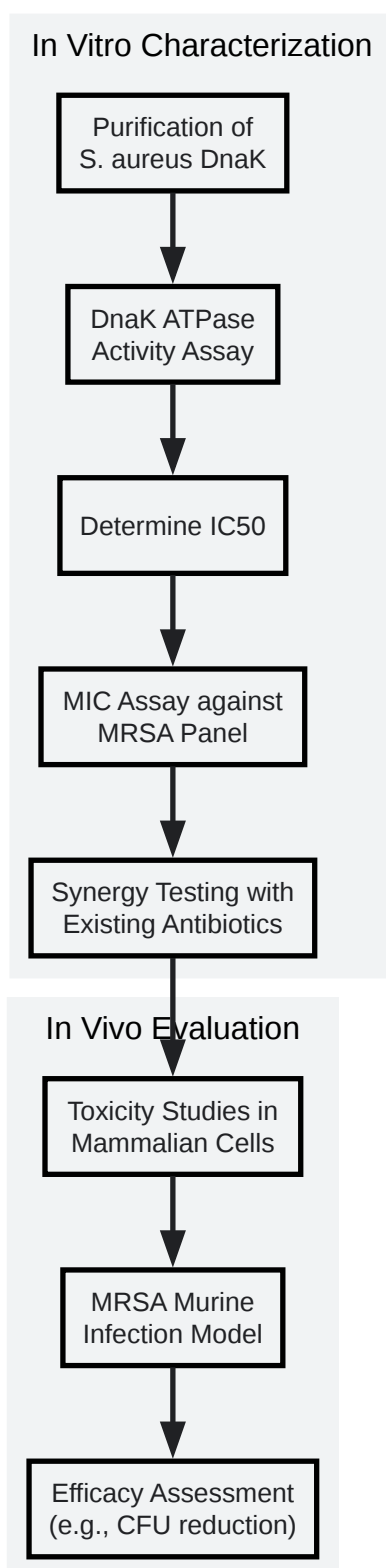 In Vitro Characterization
Purification of
S. aureus DnaK
DnaK ATPase
Activity Assay
Determine IC50
MIC Assay against
MRSA Panel
Synergy Testing with
Existing Antibiotics
In Vivo Evaluation
Toxicity Studies in
Mammalian Cells
MRSA Murine
Infection Model
Efficacy Assessment
(e.g., CFU reduction)